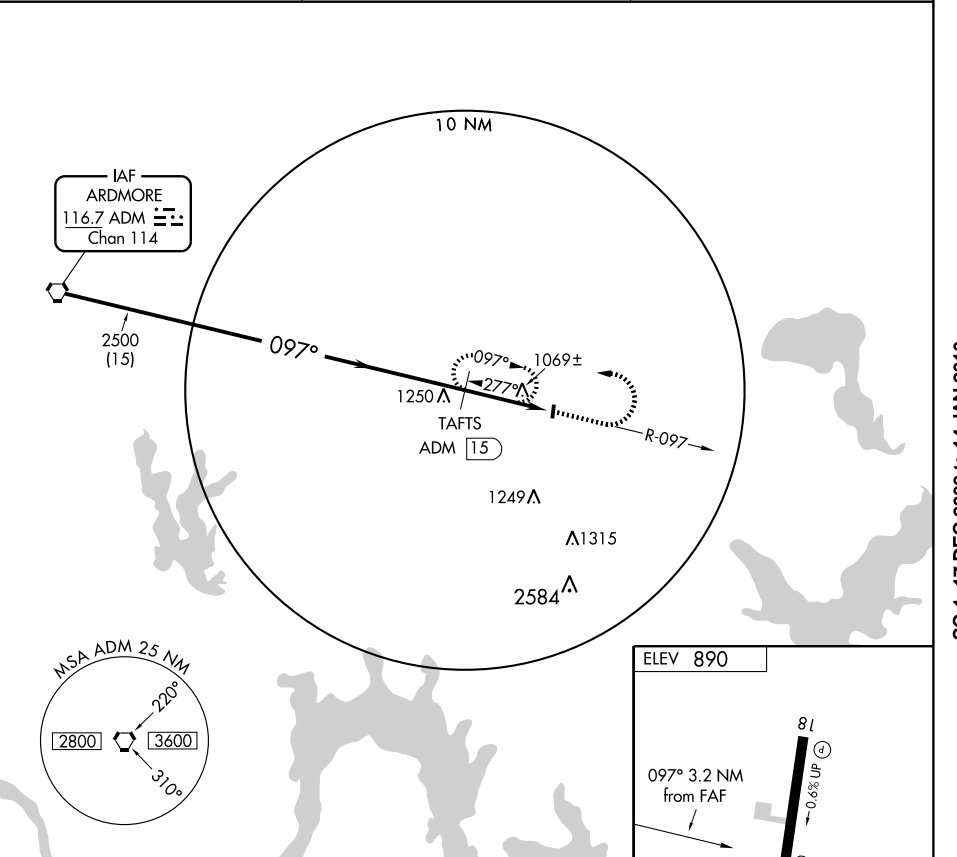 10 NM
IAF
ARDMORE
116.7 ADM
Chan 114
2500
(15)
097°
097°
1069±
277°
1250
TAFTS
ADM 15
R-097
1249
1315
2584
MSA ADM 25 NM
220°
2800
3600
310°
ELEV 890
18
P
0.6% UP
097° 3.2 NM
from FAF